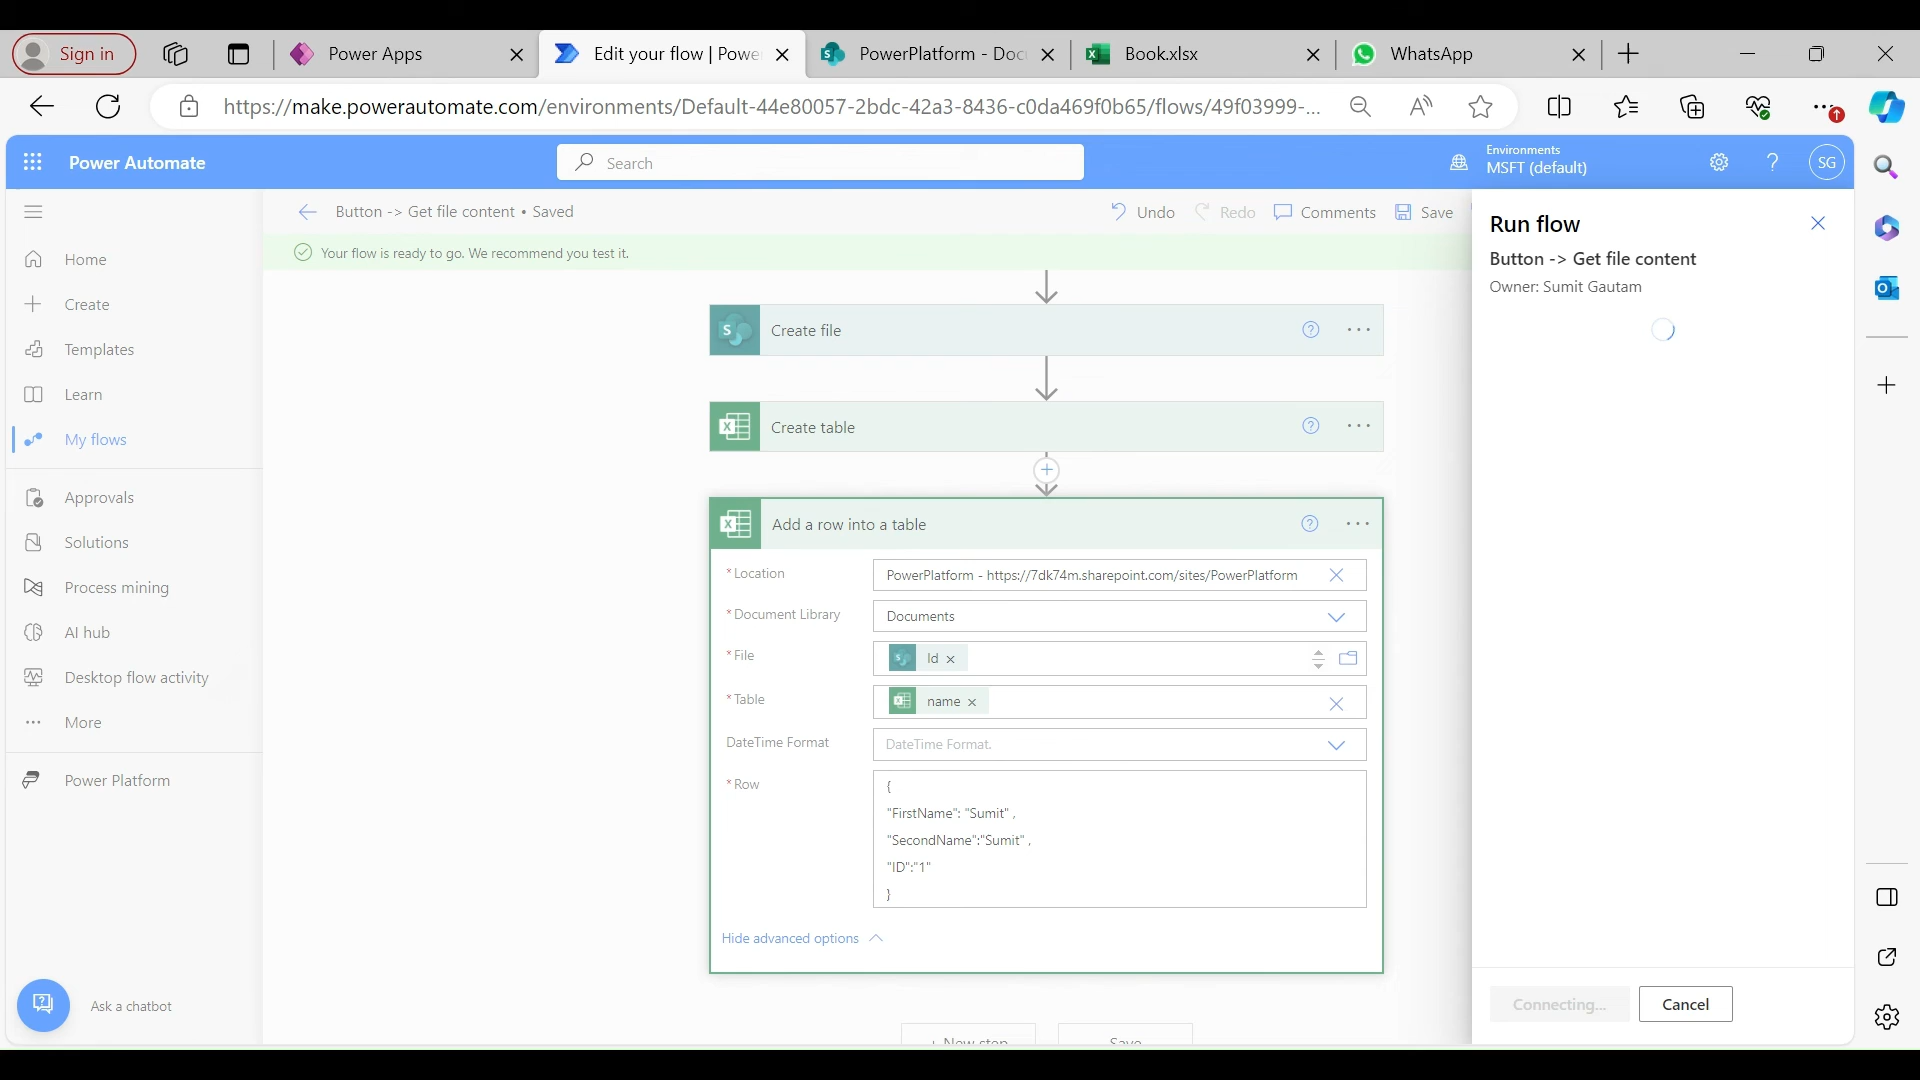 Sign in
Power Apps
Edit your flow | Powe
PowerPlatform - Doc
Book.xlsx
WhatsApp
https://make.powerautomate.com/environments/Default-44e80057-2bdc-42a3-8436-c0da469f0b65/flows/49f03999-...
Power Automate
Search
Environments
MSFT (default)
SG
Button -> Get file content • Saved
Undo
Redo
Comments
Save
Your flow is ready to go. We recommend you test it.
Home
Create
Templates
Learn
My flows
Approvals
Solutions
Process mining
AI hub
Desktop flow activity
More
Power Platform
Ask a chatbot
Create file
Create table
Add a row into a table
* Location
PowerPlatform - https://7dk74m.sharepoint.com/sites/PowerPlatform
* Document Library
Documents
* File
Id
* Table
name
DateTime Format
DateTime Format.
* Row
{
"FirstName": "Sumit" ,
"SecondName":"Sumit" ,
"ID":"1"
}
Hide advanced options
+ New step
Save
Run flow
Button -> Get file content
Owner: Sumit Gautam
Connecting...
Cancel